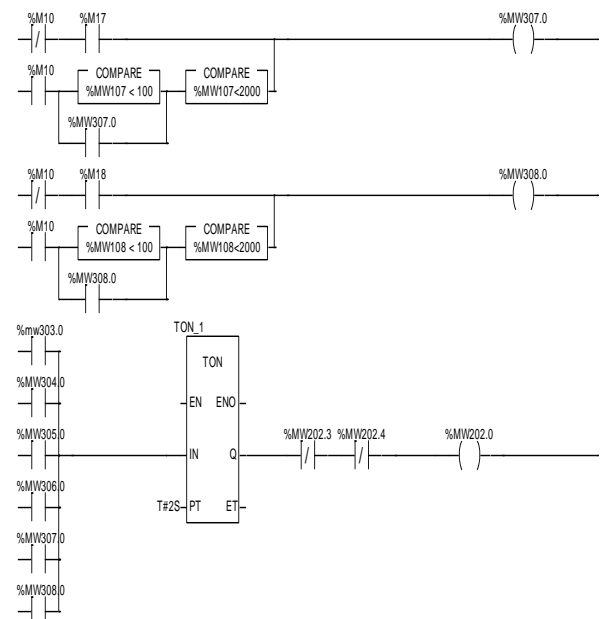 %M10 %M17 %MW307.0
%M10 COMPARE COMPARE
%MW107 < 100 %MW107<2000
%MW307.0
%M10 %M18 %MW308.0
%M10 COMPARE COMPARE
%MW108 < 100 %MW108<2000
%MW308.0
%mw303.0 TON_1
TON
%MW304.0
EN ENO
%MW305.0 %MW202.3 %MW202.4 %MW202.0
IN Q
%MW306.0
T#2S PT ET
%MW307.0
%MW308.0